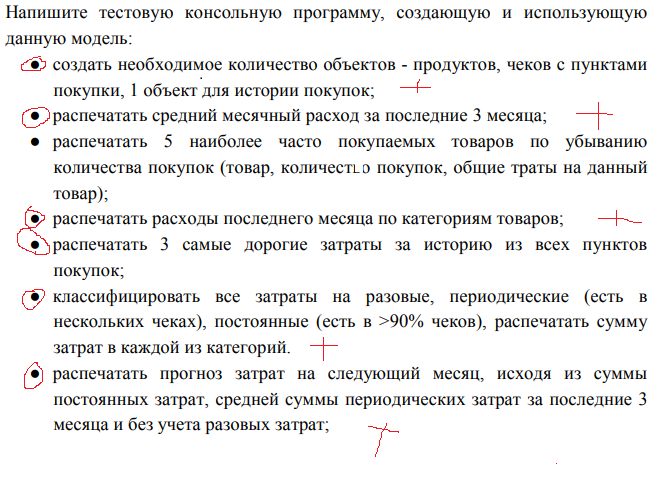 Напишите тестовую консольную программу, создающую и использующую
данную модель:
● создать необходимое количество объектов - продуктов, чеков с пунктами
покупки, 1 объект для истории покупок;
● распечатать средний месячный расход за последние 3 месяца;
● распечатать 5 наиболее часто покупаемых товаров по убыванию
количества покупок (товар, количество покупок, общие траты на данный
товар);
● распечатать расходы последнего месяца по категориям товаров;
● распечатать 3 самые дорогие затраты за историю из всех пунктов
покупок;
● классифицировать все затраты на разовые, периодические (есть в
нескольких чеках), постоянные (есть в >90% чеков), распечатать сумму
затрат в каждой из категорий.
● распечатать прогноз затрат на следующий месяц, исходя из суммы
постоянных затрат, средней суммы периодических затрат за последние 3
месяца и без учета разовых затрат;